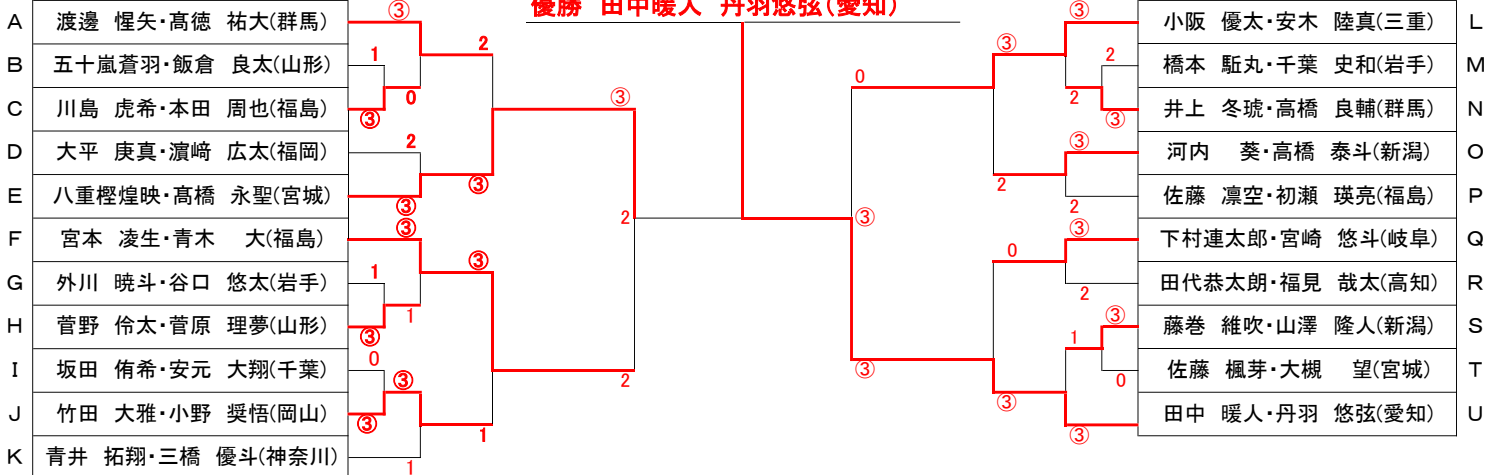 優勝 田中暖人 丹羽悠弦(愛知)
A 渡邊 惺矢・髙徳 祐大(群馬)
B 五十嵐蒼羽・飯倉 良太(山形)
C 川島 虎希・本田 周也(福島)
D 大平 庚真・濵﨑 広太(福岡)
E 八重樫煌映・髙橋 永聖(宮城)
F 宮本 凌生・青木 大(福島)
G 外川 暁斗・谷口 悠太(岩手)
H 菅野 伶太・菅原 理夢(山形)
I 坂田 侑希・安元 大翔(千葉)
J 竹田 大雅・小野 奨悟(岡山)
K 青井 拓翔・三橋 優斗(神奈川)
③
1
0
③
2
③
2
③
③
1
③
1
③
0
③
③
1
1
③
2
2
0
③
③
小阪 優太・安木 陸真(三重) L
橋本 駈丸・千葉 史和(岩手) M
井上 冬琥・高橋 良輔(群馬) N
河内 葵・高橋 泰斗(新潟) O
佐藤 凛空・初瀬 瑛亮(福島) P
下村連太郎・宮崎 悠斗(岐阜) Q
田代恭太朗・福見 哉太(高知) R
藤巻 維吹・山澤 隆人(新潟) S
佐藤 楓芽・大槻 望(宮城) T
田中 暖人・丹羽 悠弦(愛知) U
③
③
2
2
③
③
2
2
③
0
2
③
1
0
③
③